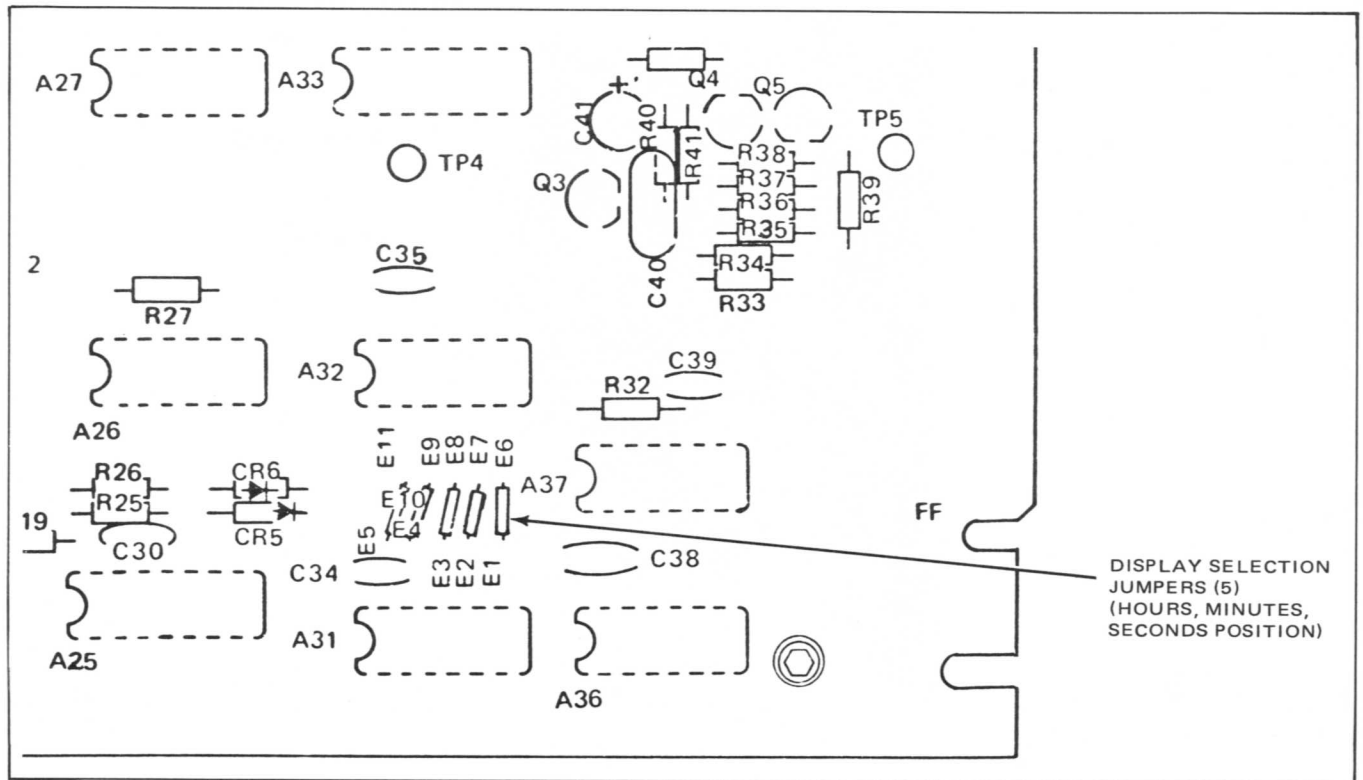 A27
A33
Q4
Q5
C41
R40
R41
TP5
TP4
Q3
R38
R37
R36
R35
R39
C35
2
C40
R34
R33
R27
A32
C39
R32
A26
E11
E9
E8
E7
E6
A37
R26
CR6
R25
E10
19
CR5
E4
FF
C30
E5
C34
E3
E2
E1
C38
DISPLAY SELECTION
JUMPERS (5)
(HOURS, MINUTES,
SECONDS POSITION)
A25
A31
A36